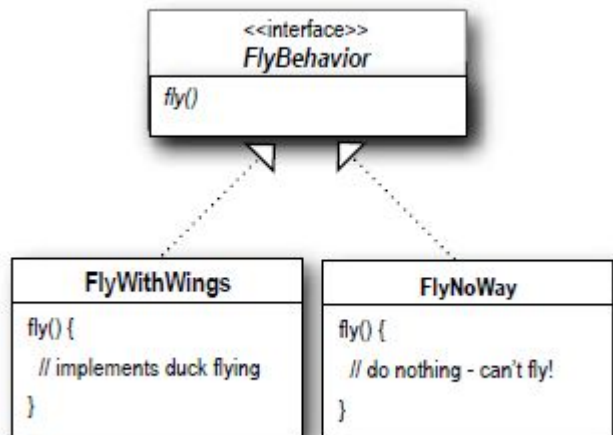 <<interface>>
FlyBehavior
fly()
FlyWithWings
fly() {
// implements duck flying
}
FlyNoWay
fly() {
// do nothing - can't fly!
}